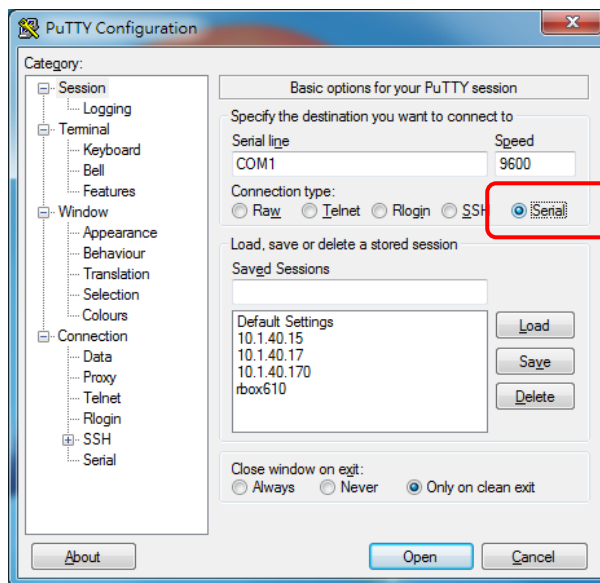 PuTTY Configuration
Category:
Session
Logging
Terminal
Keyboard
Bell
Features
Window
Appearance
Behaviour
Translation
Selection
Colours
Connection
Data
Proxy
Telnet
Rlogin
SSH
Serial
Basic options for your PuTTY session
Specify the destination you want to connect to
Serial line Speed
COM1 9600
Connection type:
Raw Telnet Rlogin SSH Serial
Load, save or delete a stored session
Saved Sessions
Default Settings
10.1.40.15
10.1.40.17
10.1.40.170
rbox610
Load
Save
Delete
Close window on exit:
Always Never Only on clean exit
About Open Cancel